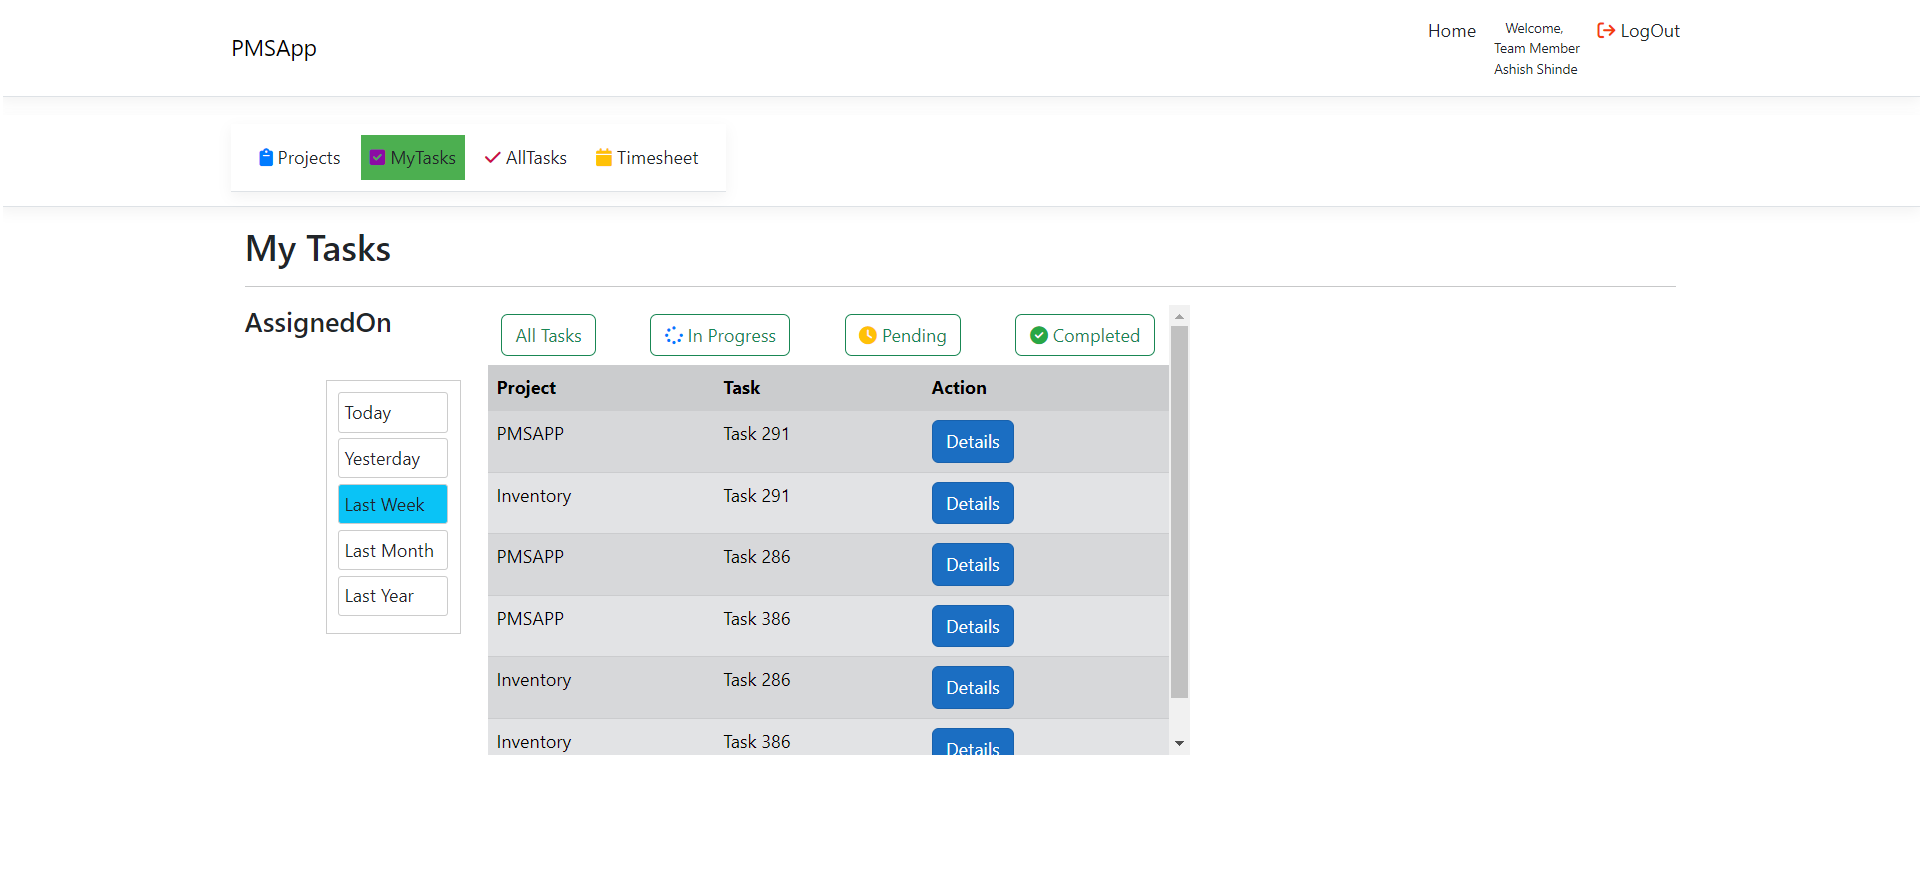 PMSApp
Home
Welcome,
Team Member
Ashish Shinde
LogOut
Projects
MyTasks
AllTasks
Timesheet
My Tasks
AssignedOn
Today
Yesterday
Last Week
Last Month
Last Year
All Tasks
In Progress
Pending
Completed
Project Task Action
PMSAPP Task 291 Details
Inventory Task 291 Details
PMSAPP Task 286 Details
PMSAPP Task 386 Details
Inventory Task 286 Details
Inventory Task 386 Details